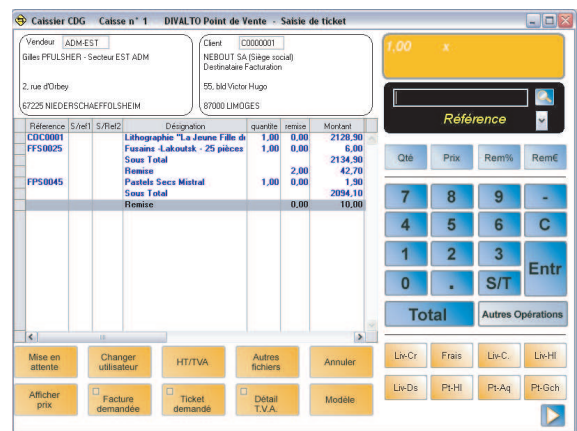 Caissier CDG Caisse n° 1 DIVALTO Point de Vente - Saisie de ticket
Vendeur ADM-EST
Gilles PFULSHER - Secteur EST ADM
2, rue d'Orbey
67225 NIEDERSCHAEFFOLSHEIM
Client C0000001
NEBOUT SA (Siège social)
Destinataire Facturation
55, bld Victor Hugo
87000 LIMOGES
1,00 x
Référence
Réference S/ref1 S/Ref2 Désignation quantite remise Montant
CDC0001 Lithographie "La Jeune Fille de 1,00 0,00 2128,90
FFS0025 Fusains -Lakoutsk - 25 pièces 1,00 0,00 6,00
Sous Total 2134,90
Remise 2,00 42,70
FPS0045 Pastels Secs Mistral 1,00 0,00 1,90
Sous Total 2094,10
Remise 0,00 10,00
Qté Prix Rem% Rem€
7 8 9 -
4 5 6 C
1 2 3 Entr
0 . S/T
Total Autres Opérations
Mise en attente Changer utilisateur HT/TVA Autres fichiers Annuler
Afficher prix Facture demandée Ticket demandé Détail T.V.A. Modèle
Liv-Cr Frais Liv-C. Liv-Hl
Liv-Ds Pt-Hl Pt-Aq Pt-Gch